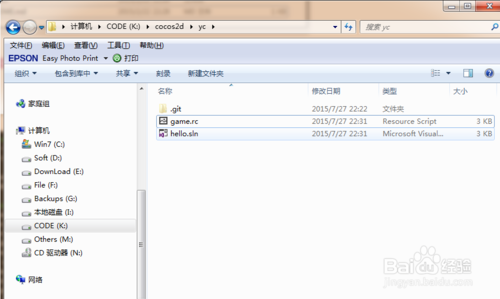 计算机 ▸ CODE (K:) ▸ cocos2d ▸ yc ▸
搜索 yc
文件(F) 编辑(E) 查看(V) 工具(T) 帮助(H)
EPSON Easy Photo Print 打印
组织 包含到库中 共享 刻录 新建文件夹
名称 修改日期 类型 大小
.git 2015/7/27 22:22 文件夹
game.rc 2015/7/27 22:31 Resource Script 3 KB
hello.sln 2015/7/27 22:31 Microsoft Visual... 3 KB
家庭组
计算机
Win7 (C:)
Soft (D:)
DownLoad (E:)
File (F:)
Backups (G:)
本地磁盘 (I:)
CODE (K:)
Others (M:)
CD 驱动器 (N:)
网络
Baidu 经验
jingyan.baidu.com